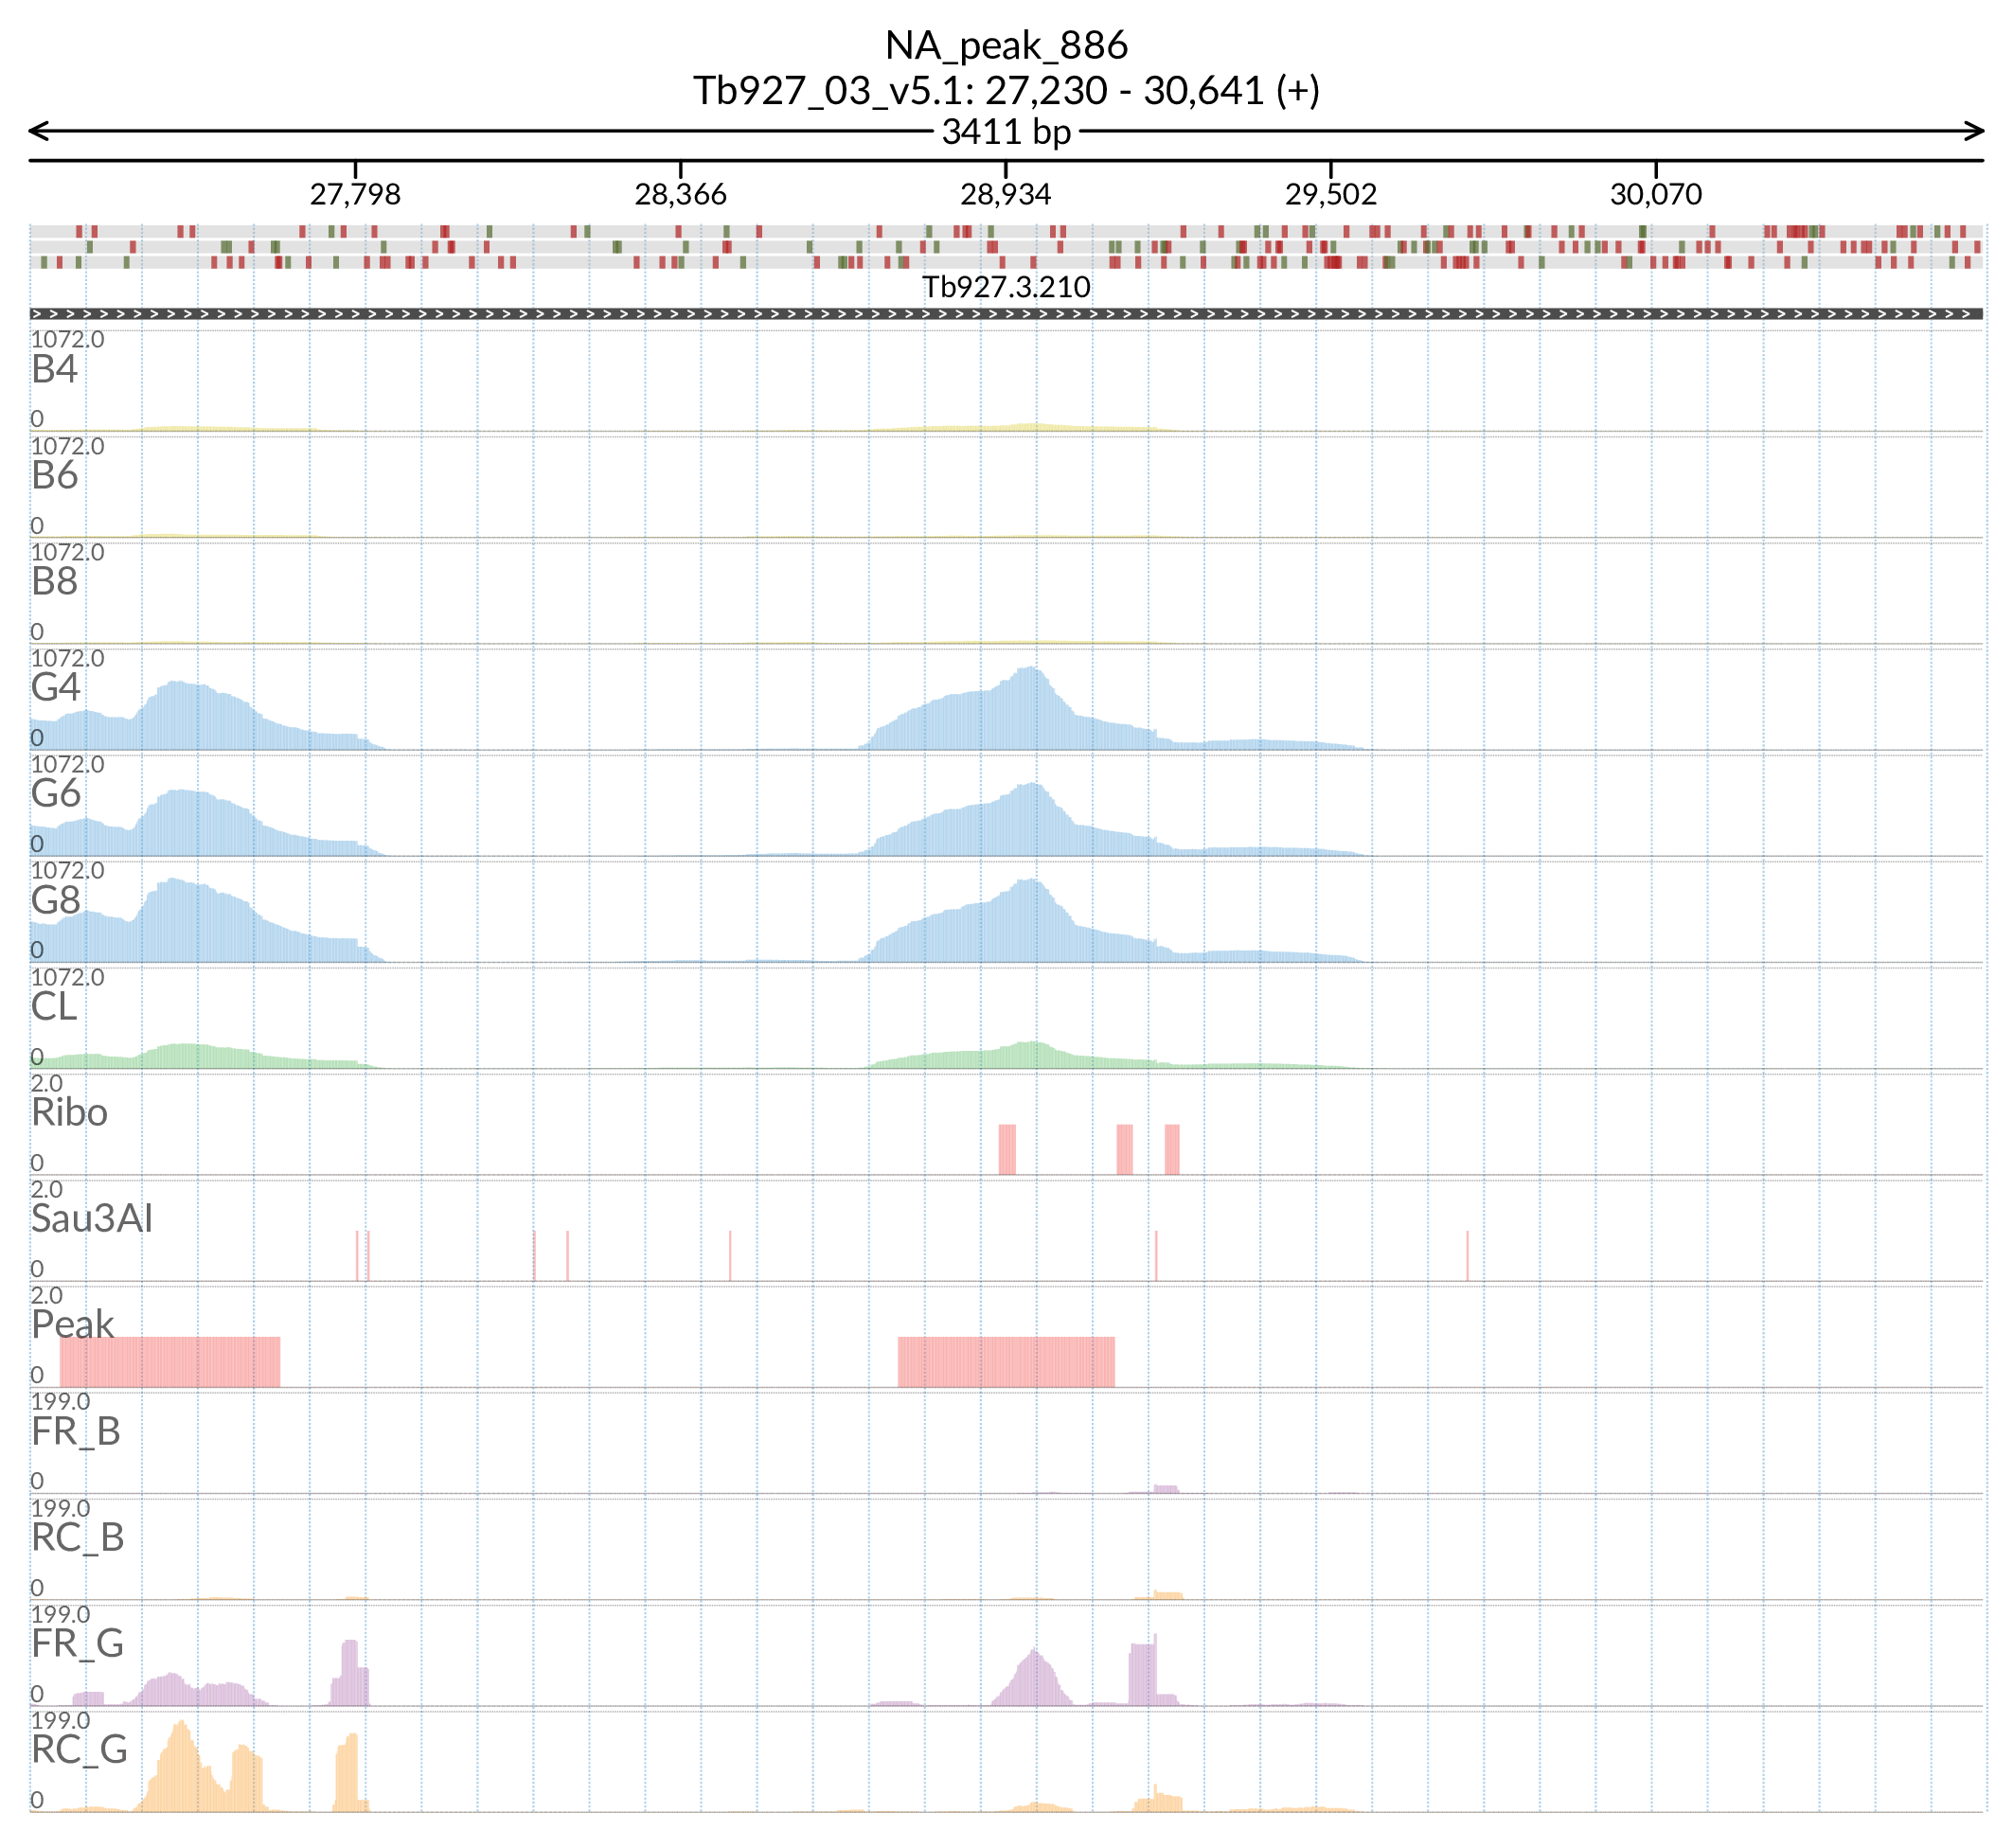 NA_peak_886
Tb927_03_v5.1: 27,230 - 30,641 (+)
3411 bp
27,798 28,366 28,934 29,502 30,070
Tb927.3.210
1072.0
B4
0
1072.0
B6
0
1072.0
B8
0
1072.0
G4
0
1072.0
G6
0
1072.0
G8
0
1072.0
CL
0
2.0
Ribo
0
2.0
Sau3AI
0
2.0
Peak
0
199.0
FR_B
0
199.0
RC_B
0
199.0
FR_G
0
199.0
RC_G
0